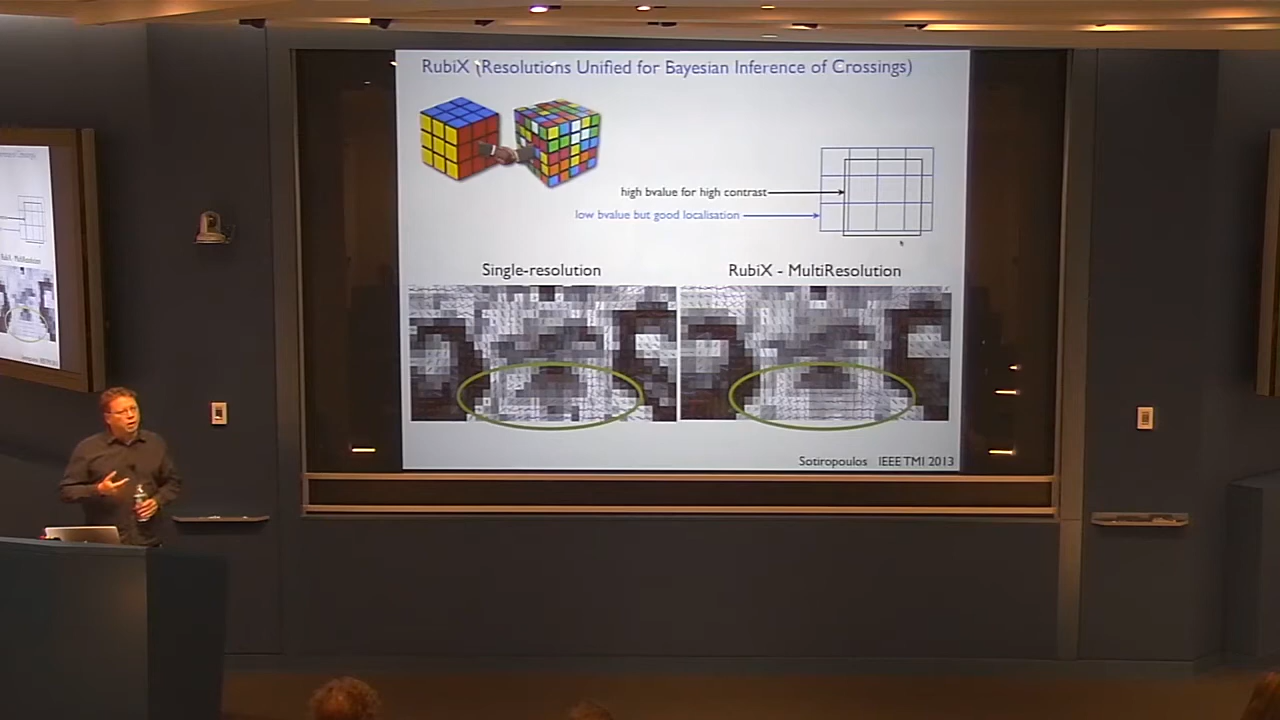 RubiX (Resolutions Unified for Bayesian Inference of Crossings)
high bvalue for high contrast
low bvalue but good localisation
Single-resolution
RubiX - MultiResolution
Sotiropoulos IEEE TMI 2013